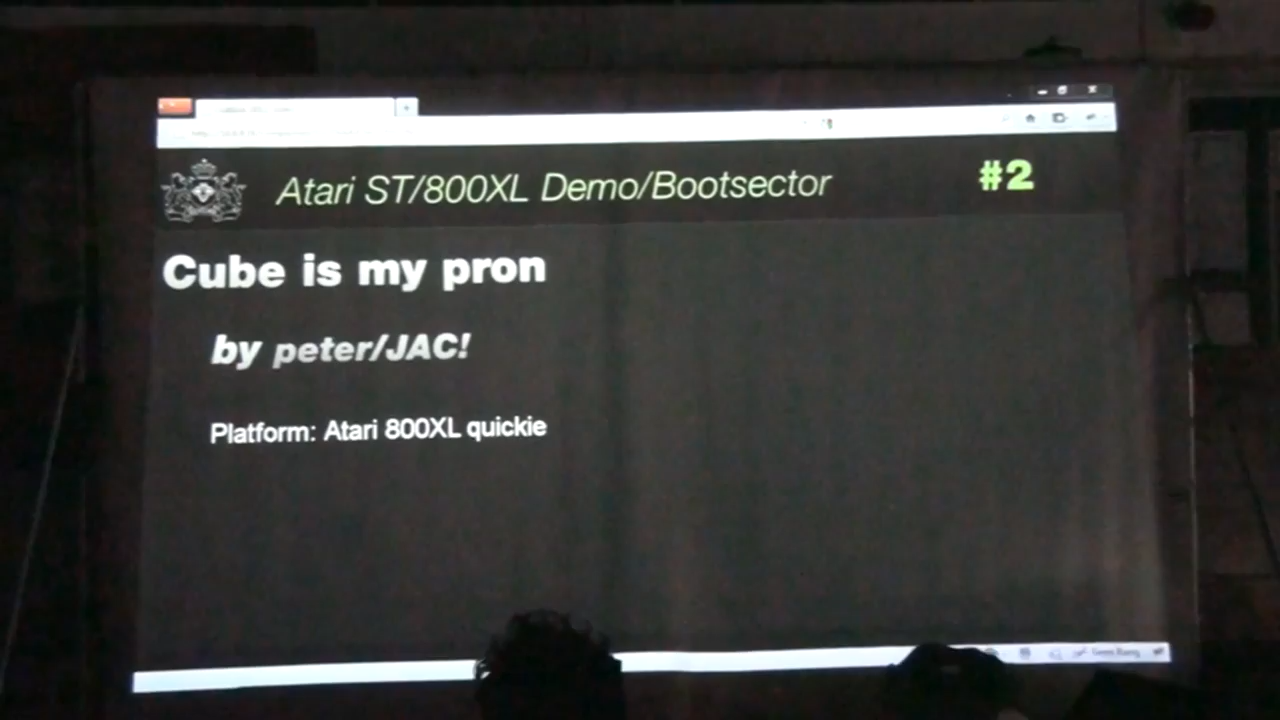 Atari ST/800XL Demo/Bootsector
#2
Cube is my pron
by peter/JAC!
Platform: Atari 800XL quickie